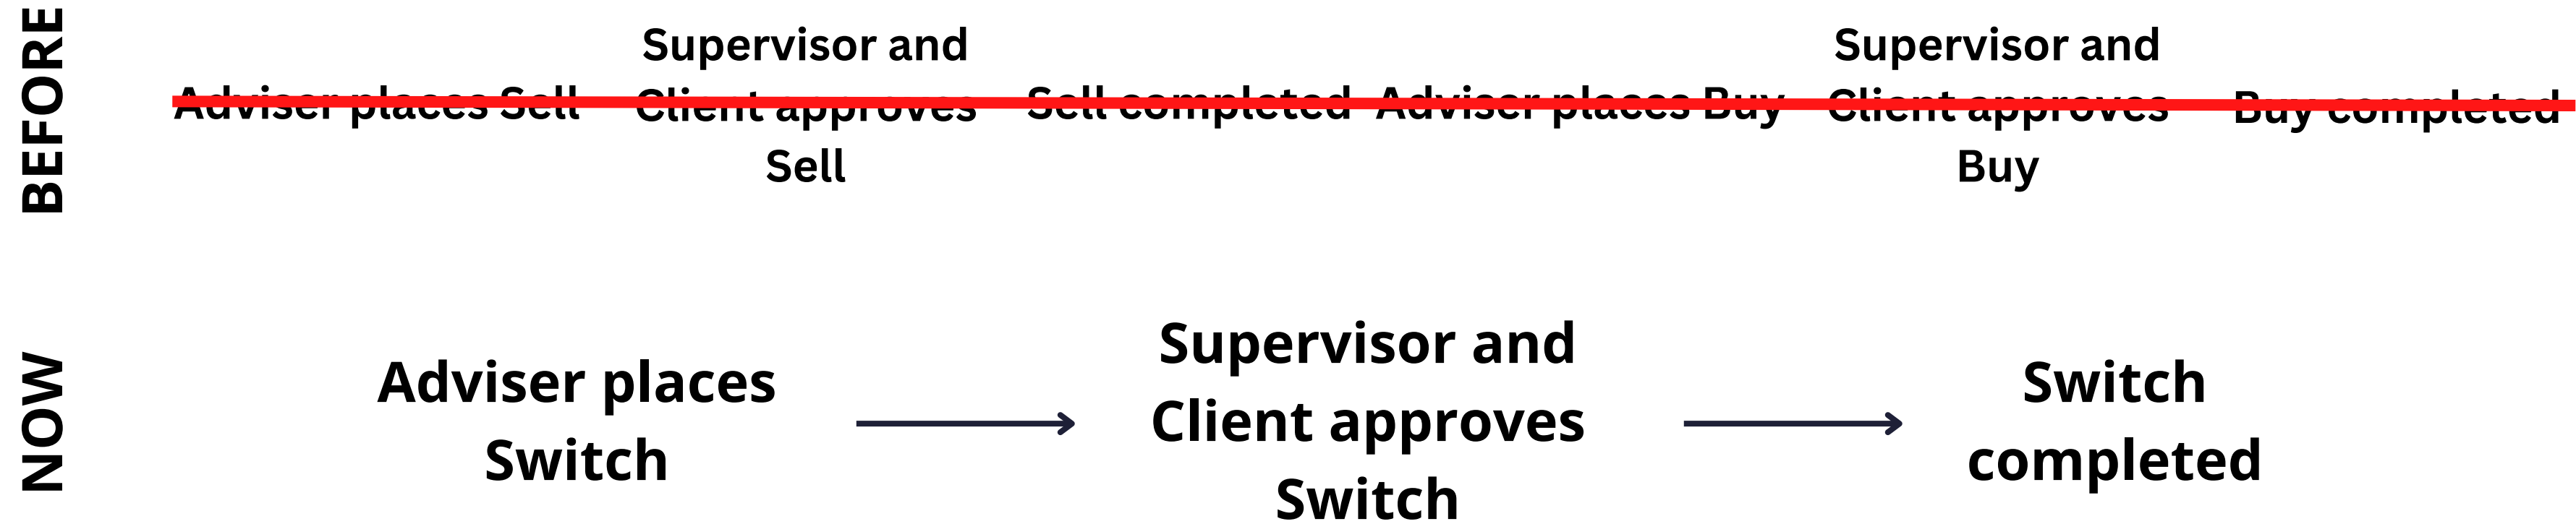 BEFORE
Adviser places Sell
Supervisor and
Client approves
Sell
Sell completed
Adviser places Buy
Supervisor and
Client approves
Buy
Buy completed
NOW
Adviser places
Switch
Supervisor and
Client approves
Switch
Switch
completed